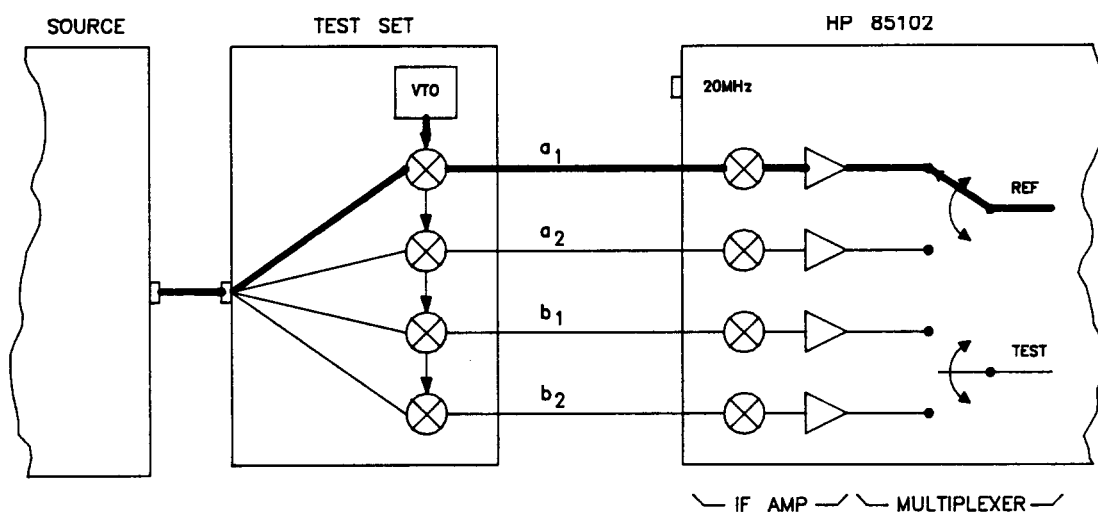 SOURCE
TEST SET
HP 85102
VTO
20MHz
a1
REF
a2
b1
TEST
b2
IF AMP
MULTIPLEXER